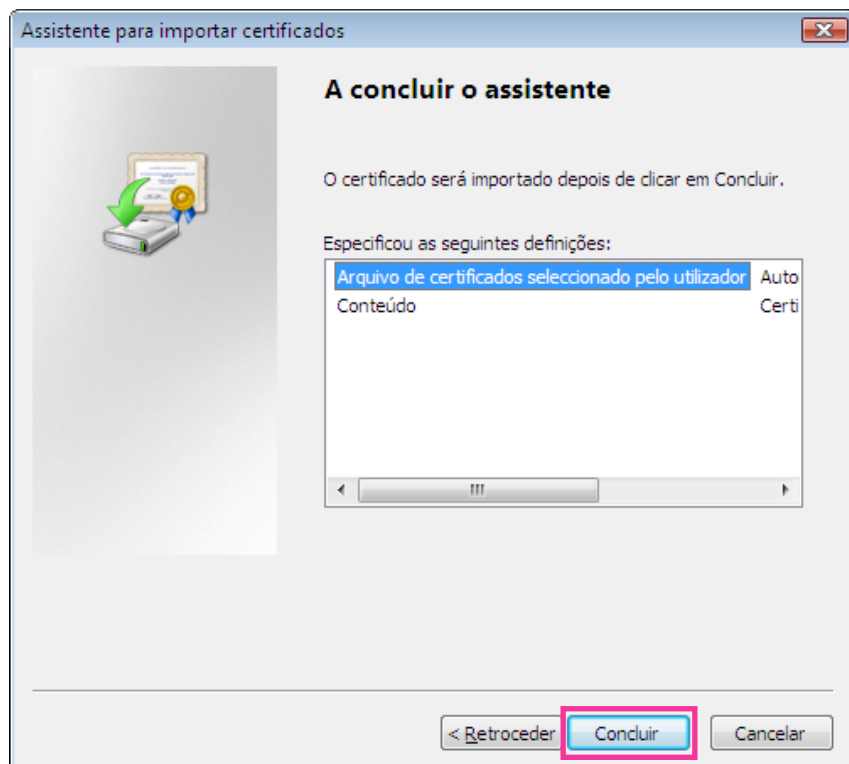 Assistente para importar certificados
A concluir o assistente
O certificado será importado depois de clicar em Concluir.
Especificou as seguintes definições:
Arquivo de certificados seleccionado pelo utilizador Auto
Conteúdo Certi
< Retroceder Concluir Cancelar